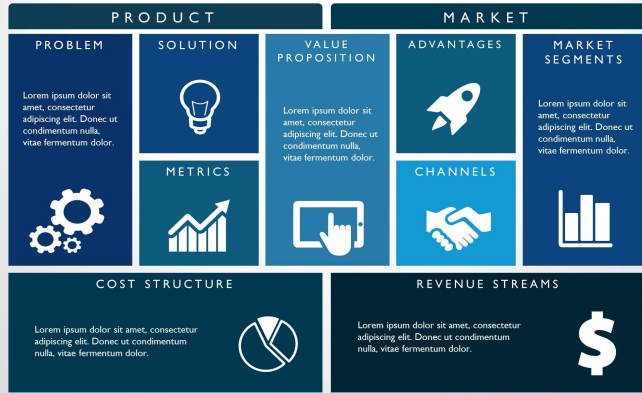 PRODUCT
MARKET
PROBLEM
Lorem ipsum dolor sit
amet, consectetur
adipiscing elit. Donec ut
condimentum nulla,
vitae fermentum dolor.
SOLUTION
METRICS
VALUE
PROPOSITION
Lorem ipsum dolor sit
amet, consectetur
adipiscing elit. Donec ut
condimentum nulla,
vitae fermentum dolor.
ADVANTAGES
CHANNELS
MARKET
SEGMENTS
Lorem ipsum dolor sit
amet, consectetur
adipiscing elit. Donec ut
condimentum nulla,
vitae fermentum dolor.
COST STRUCTURE
Lorem ipsum dolor sit amet, consectetur
adipiscing elit. Donec ut condimentum
nulla, vitae fermentum dolor.
REVENUE STREAMS
Lorem ipsum dolor sit amet, consectetur
adipiscing elit. Donec ut condimentum
nulla, vitae fermentum dolor.
$